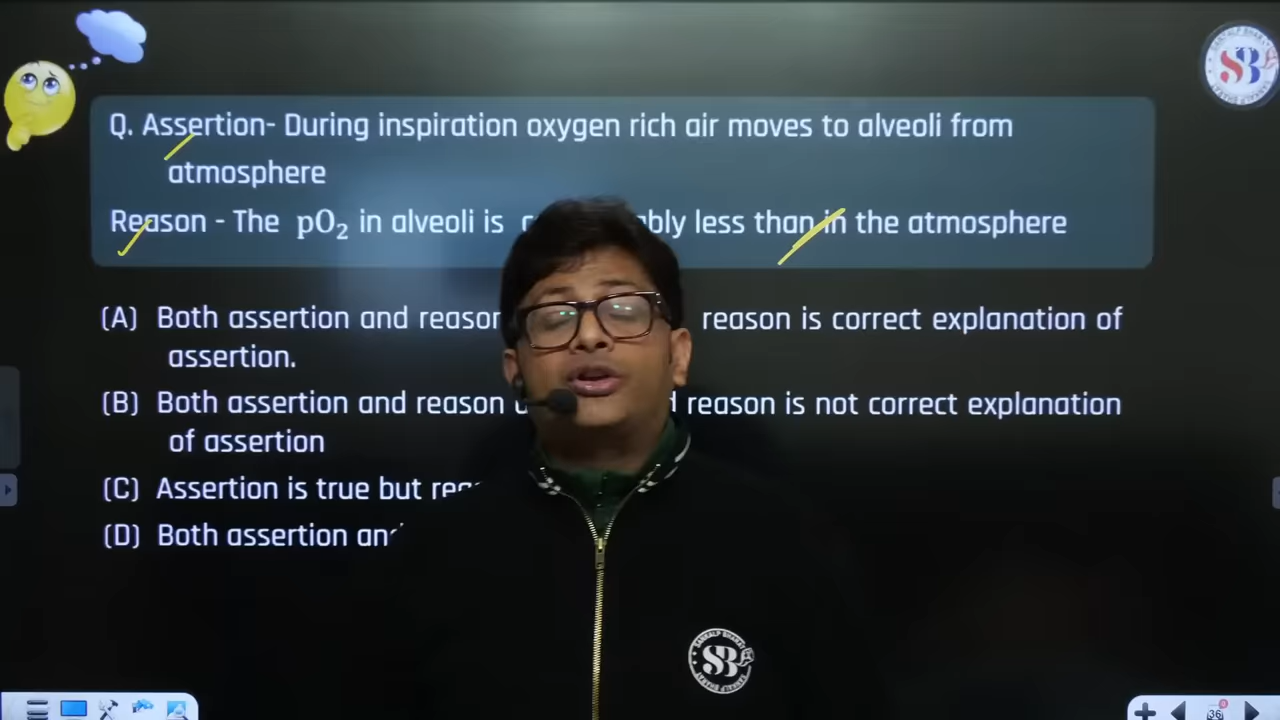 Q. Assertion- During inspiration oxygen rich air moves to alveoli from
atmosphere
Reason - The pO₂ in alveoli is less than in the atmosphere
(A) Both assertion and reason reason is correct explanation of
assertion.
(B) Both assertion and reason reason is not correct explanation
of assertion
(C) Assertion is true but
(D) Both assertion
SB
SB
36